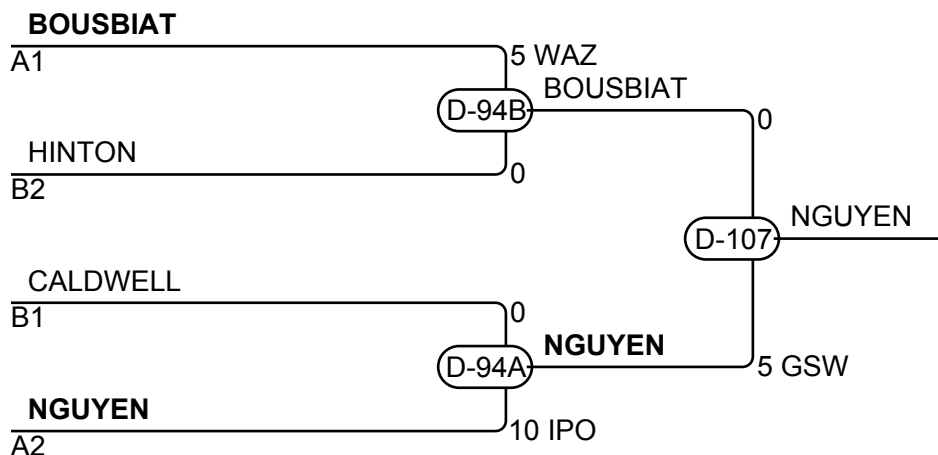 BOUSBIAT
A1
5 WAZ
D-94B
BOUSBIAT
0
HINTON
B2
0
D-107
NGUYEN
CALDWELL
B1
0
D-94A
NGUYEN
5 GSW
NGUYEN
A2
10 IPO